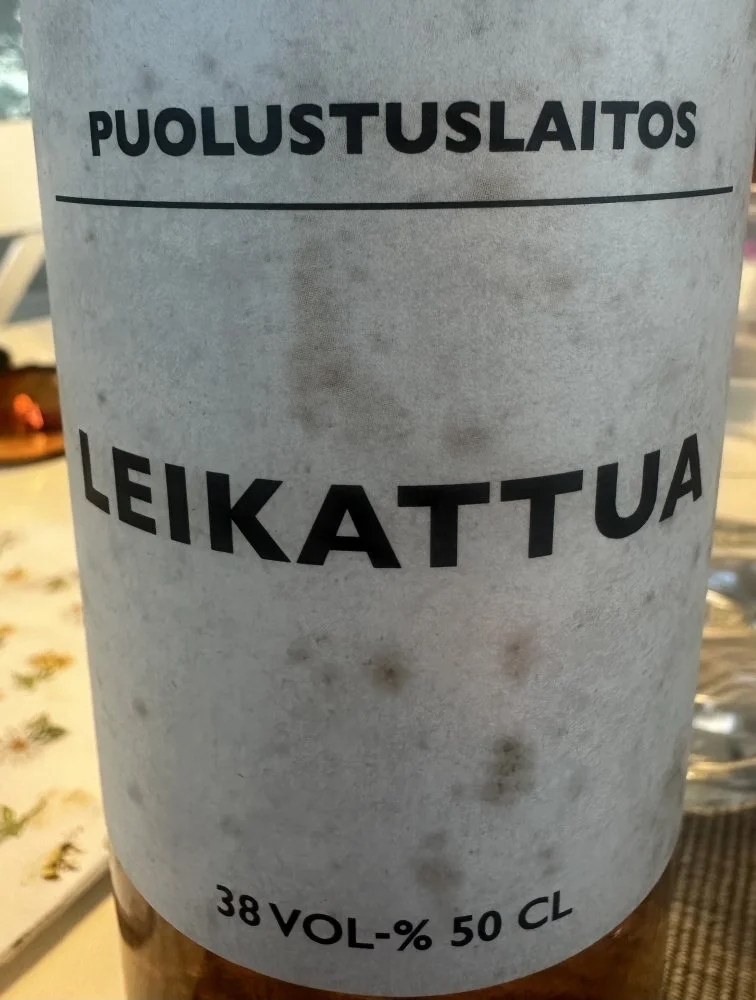 PUOLUSTUSLAITOS
LEIKATTUA
38 VOL-% 50 CL